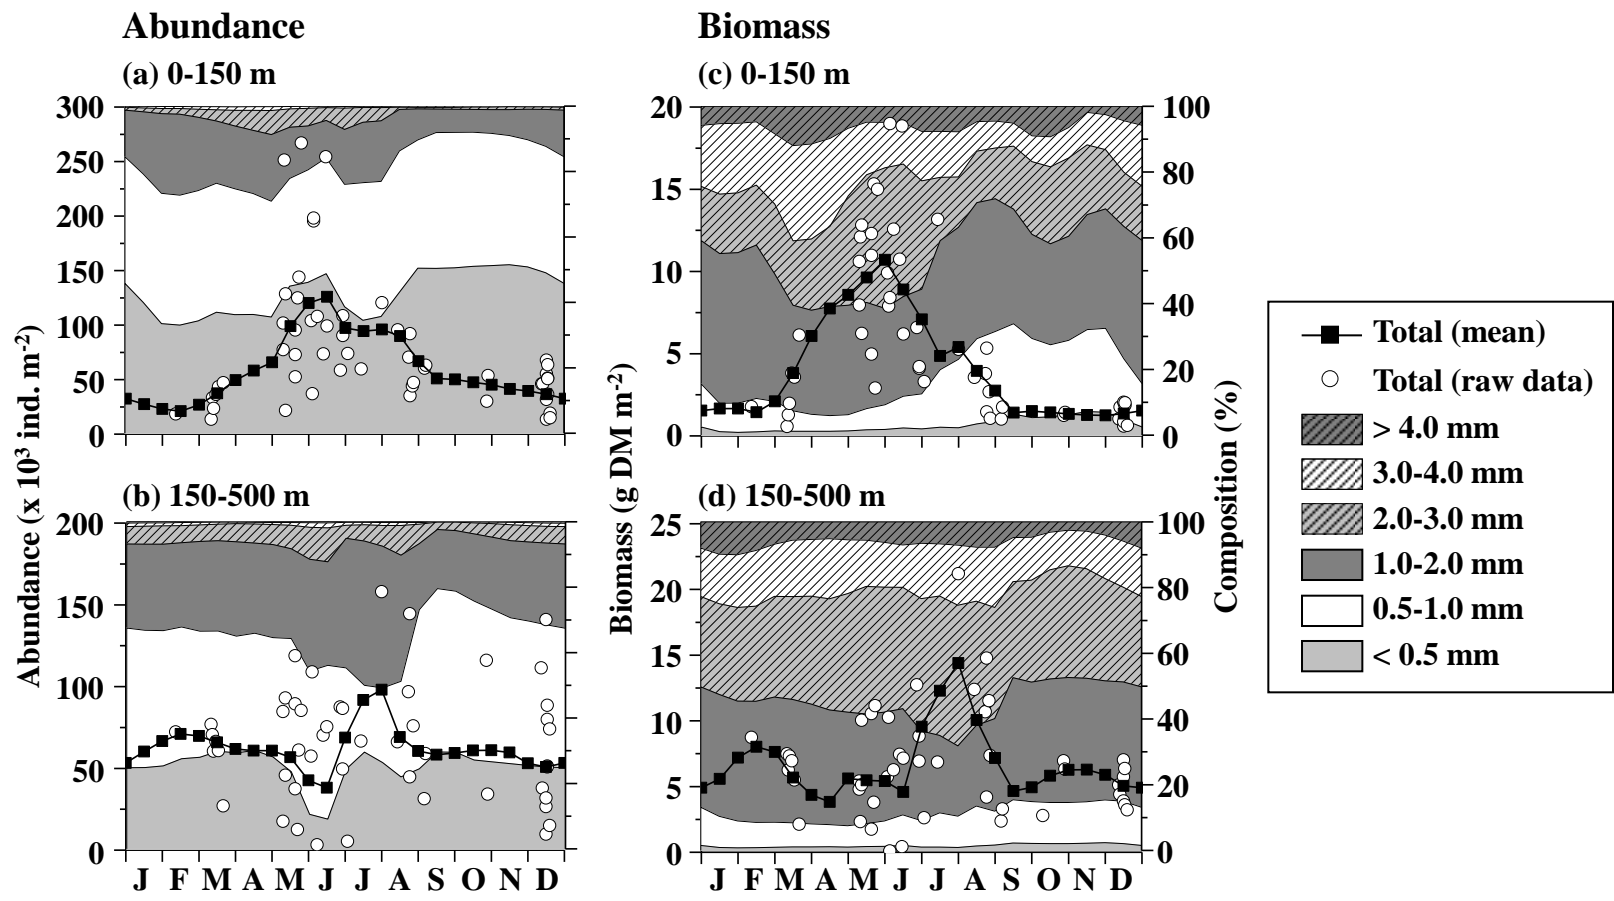 Abundance
Biomass
(a) 0-150 m
(c) 0-150 m
300
250
200
150
100
50
0
20
15
10
5
0
100
80
60
40
20
0
(b) 150-500 m
(d) 150-500 m
200
150
100
50
0
25
20
15
10
5
0
100
80
60
40
20
0
J F M A M J J A S O N D
J F M A M J J A S O N D
Abundance (x 10³ ind. m⁻²)
Biomass (g DM m⁻²)
Composition (%)
Total (mean)
Total (raw data)
> 4.0 mm
3.0-4.0 mm
2.0-3.0 mm
1.0-2.0 mm
0.5-1.0 mm
< 0.5 mm